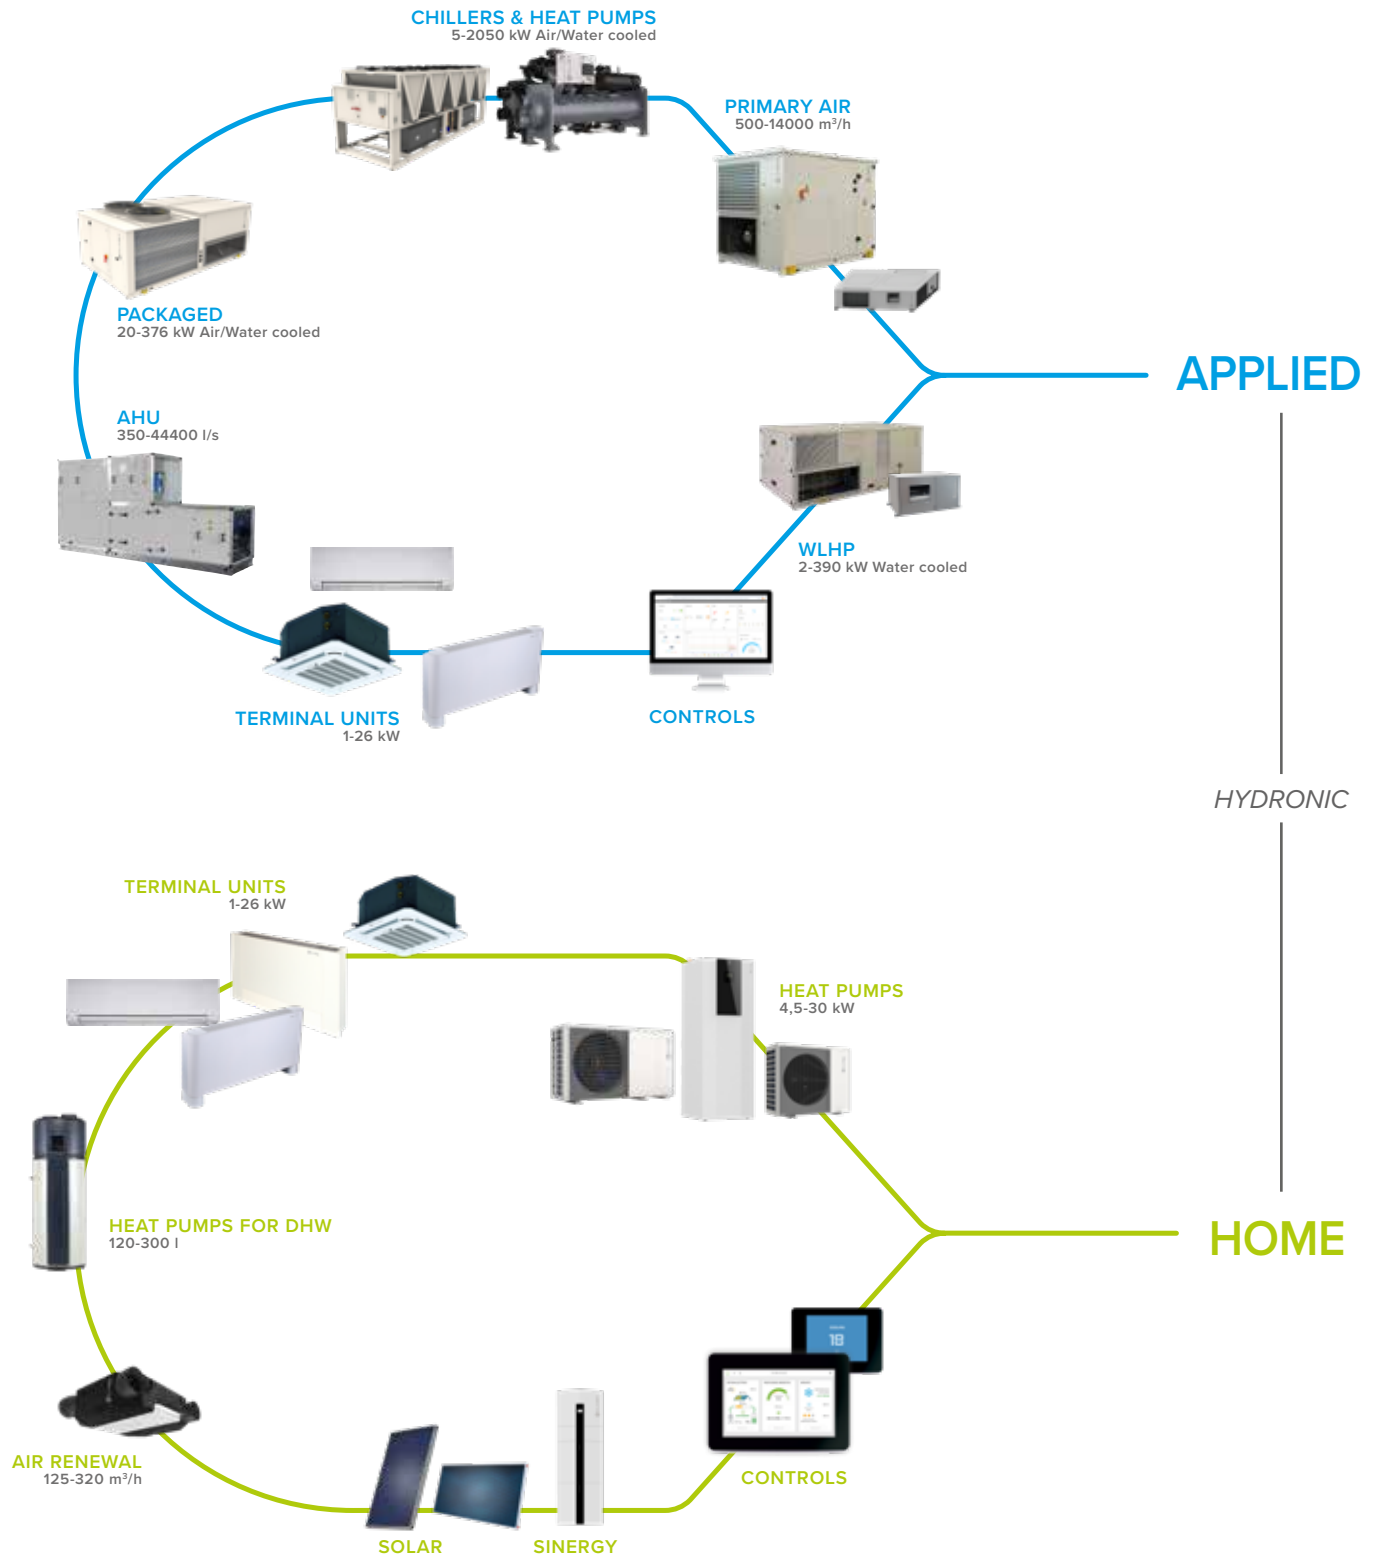 CHILLERS & HEAT PUMPS
5-2050 kW Air/Water cooled
PRIMARY AIR
500-14000 m³/h
PACKAGED
20-376 kW Air/Water cooled
APPLIED
AHU
350-44400 l/s
WLHP
2-390 kW Water cooled
TERMINAL UNITS
1-26 kW
CONTROLS
HYDRONIC
TERMINAL UNITS
1-26 kW
HEAT PUMPS
4,5-30 kW
HEAT PUMPS FOR DHW
120-300 l
HOME
18
AIR RENEWAL
125-320 m³/h
CONTROLS
SOLAR
SINERGY